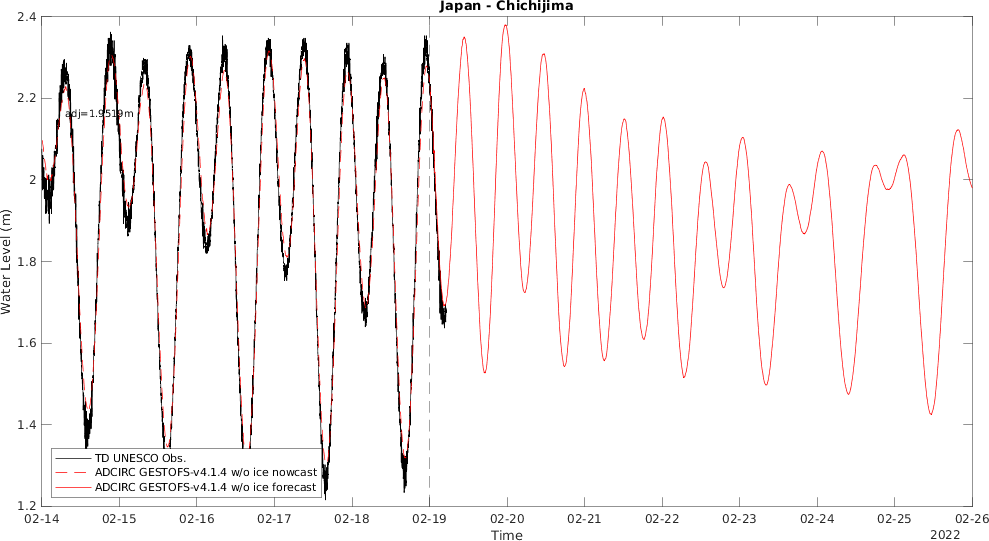 Japan - Chichijima
2.4
2.2
2
1.8
1.6
1.4
1.2
Water Level (m)
adj=1.9519m
TD UNESCO Obs.
ADCIRC GESTOFS-v4.1.4 w/o ice nowcast
ADCIRC GESTOFS-v4.1.4 w/o ice forecast
02-14 02-15 02-16 02-17 02-18 02-19 02-20 02-21 02-22 02-23 02-24 02-25 02-26
Time
2022